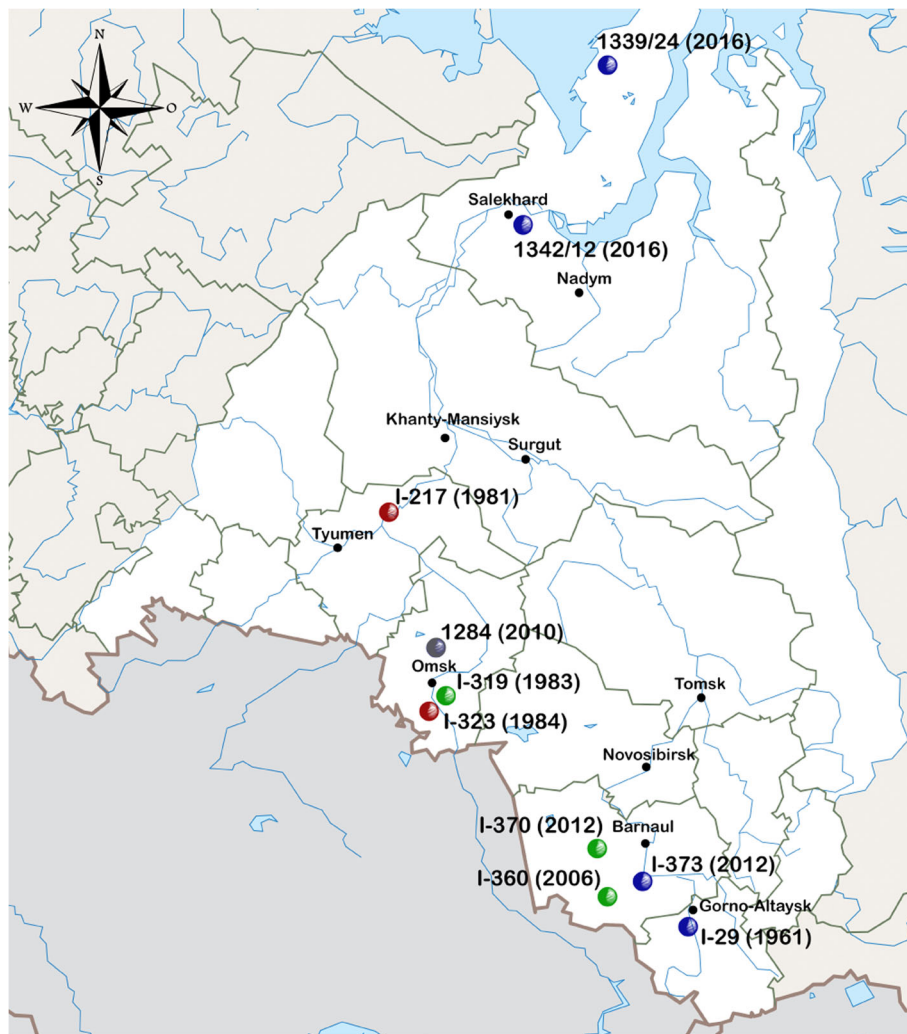 1339/24 (2016)
N
W
O
S
Salekhard
1342/12 (2016)
Nadym
Khanty-Mansiysk
Surgut
I-217 (1981)
Tyumen
1284 (2010)
Omsk
I-319 (1983)
Tomsk
I-323 (1984)
Novosibirsk
I-370 (2012)
Barnaul
I-373 (2012)
I-360 (2006)
Gorno-Altaysk
I-29 (1961)